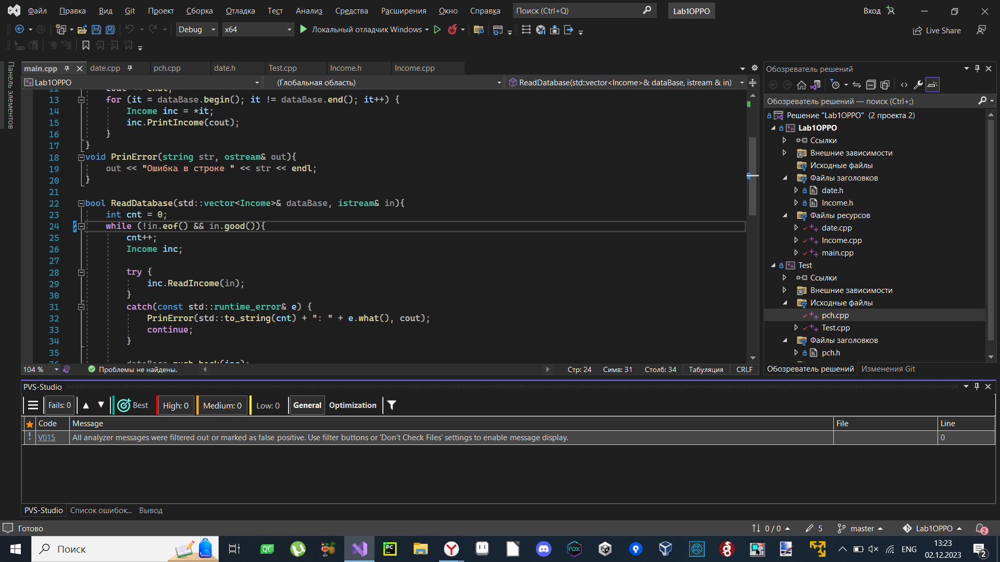 Файл Правка Вид Git Проект Сборка Отладка Тест Анализ Средства Расширения Окно Справка Поиск (Ctrl+Q) Lab1OPPO Вход
Debug x64 Локальный отладчик Windows Live Share
Панель элементов
main.cpp date.cpp pch.cpp date.h Test.cpp Income.h Income.cpp
Lab1OPPO (Глобальная область) ReadDatabase(std::vector<Income>& dataBase, istream & in)
12 cout << endl;
13 for (it = dataBase.begin(); it != dataBase.end(); it++) {
14 Income inc = *it;
15 inc.PrintIncome(cout);
16 }
17 }
18 void PrinError(string str, ostream& out){
19 out << "Ошибка в строке " << str << endl;
20 }
21
22 bool ReadDatabase(std::vector<Income>& dataBase, istream& in){
23 int cnt = 0;
24 while (!in.eof() && in.good()){
25 cnt++;
26 Income inc;
27
28 try {
29 inc.ReadIncome(in);
30 }
31 catch(const std::runtime_error& e) {
32 PrinError(std::to_string(cnt) + ": " + e.what(), cout);
33 continue;
34 }
35
36 dataBase.push_back(inc);
104 % Проблемы не найдены. Стр: 24 Симв: 31 Столб: 34 Табуляция CRLF
Обозреватель решений
Обозреватель решений — поиск (Ctrl+;)
Решение "Lab1OPPO" (2 проекта 2)
Lab1OPPO
Ссылки
Внешние зависимости
Исходные файлы
Файлы заголовков
date.h
Income.h
Файлы ресурсов
date.cpp
Income.cpp
main.cpp
Test
Ссылки
Внешние зависимости
Исходные файлы
pch.cpp
Test.cpp
Файлы заголовков
pch.h
Обозреватель решений Изменения Git
PVS-Studio
Fails: 0 Best High: 0 Medium: 0 Low: 0 General Optimization
Code Message File Line
V015 All analyzer messages were filtered out or marked as false positive. Use filter buttons or 'Don't Check Files' settings to enable message display. 0
PVS-Studio Список ошибок... Вывод
Готово 0 / 0 5 master Lab1OPPO 2
Поиск QC PC nox ENG 13:23
02.12.2023 2